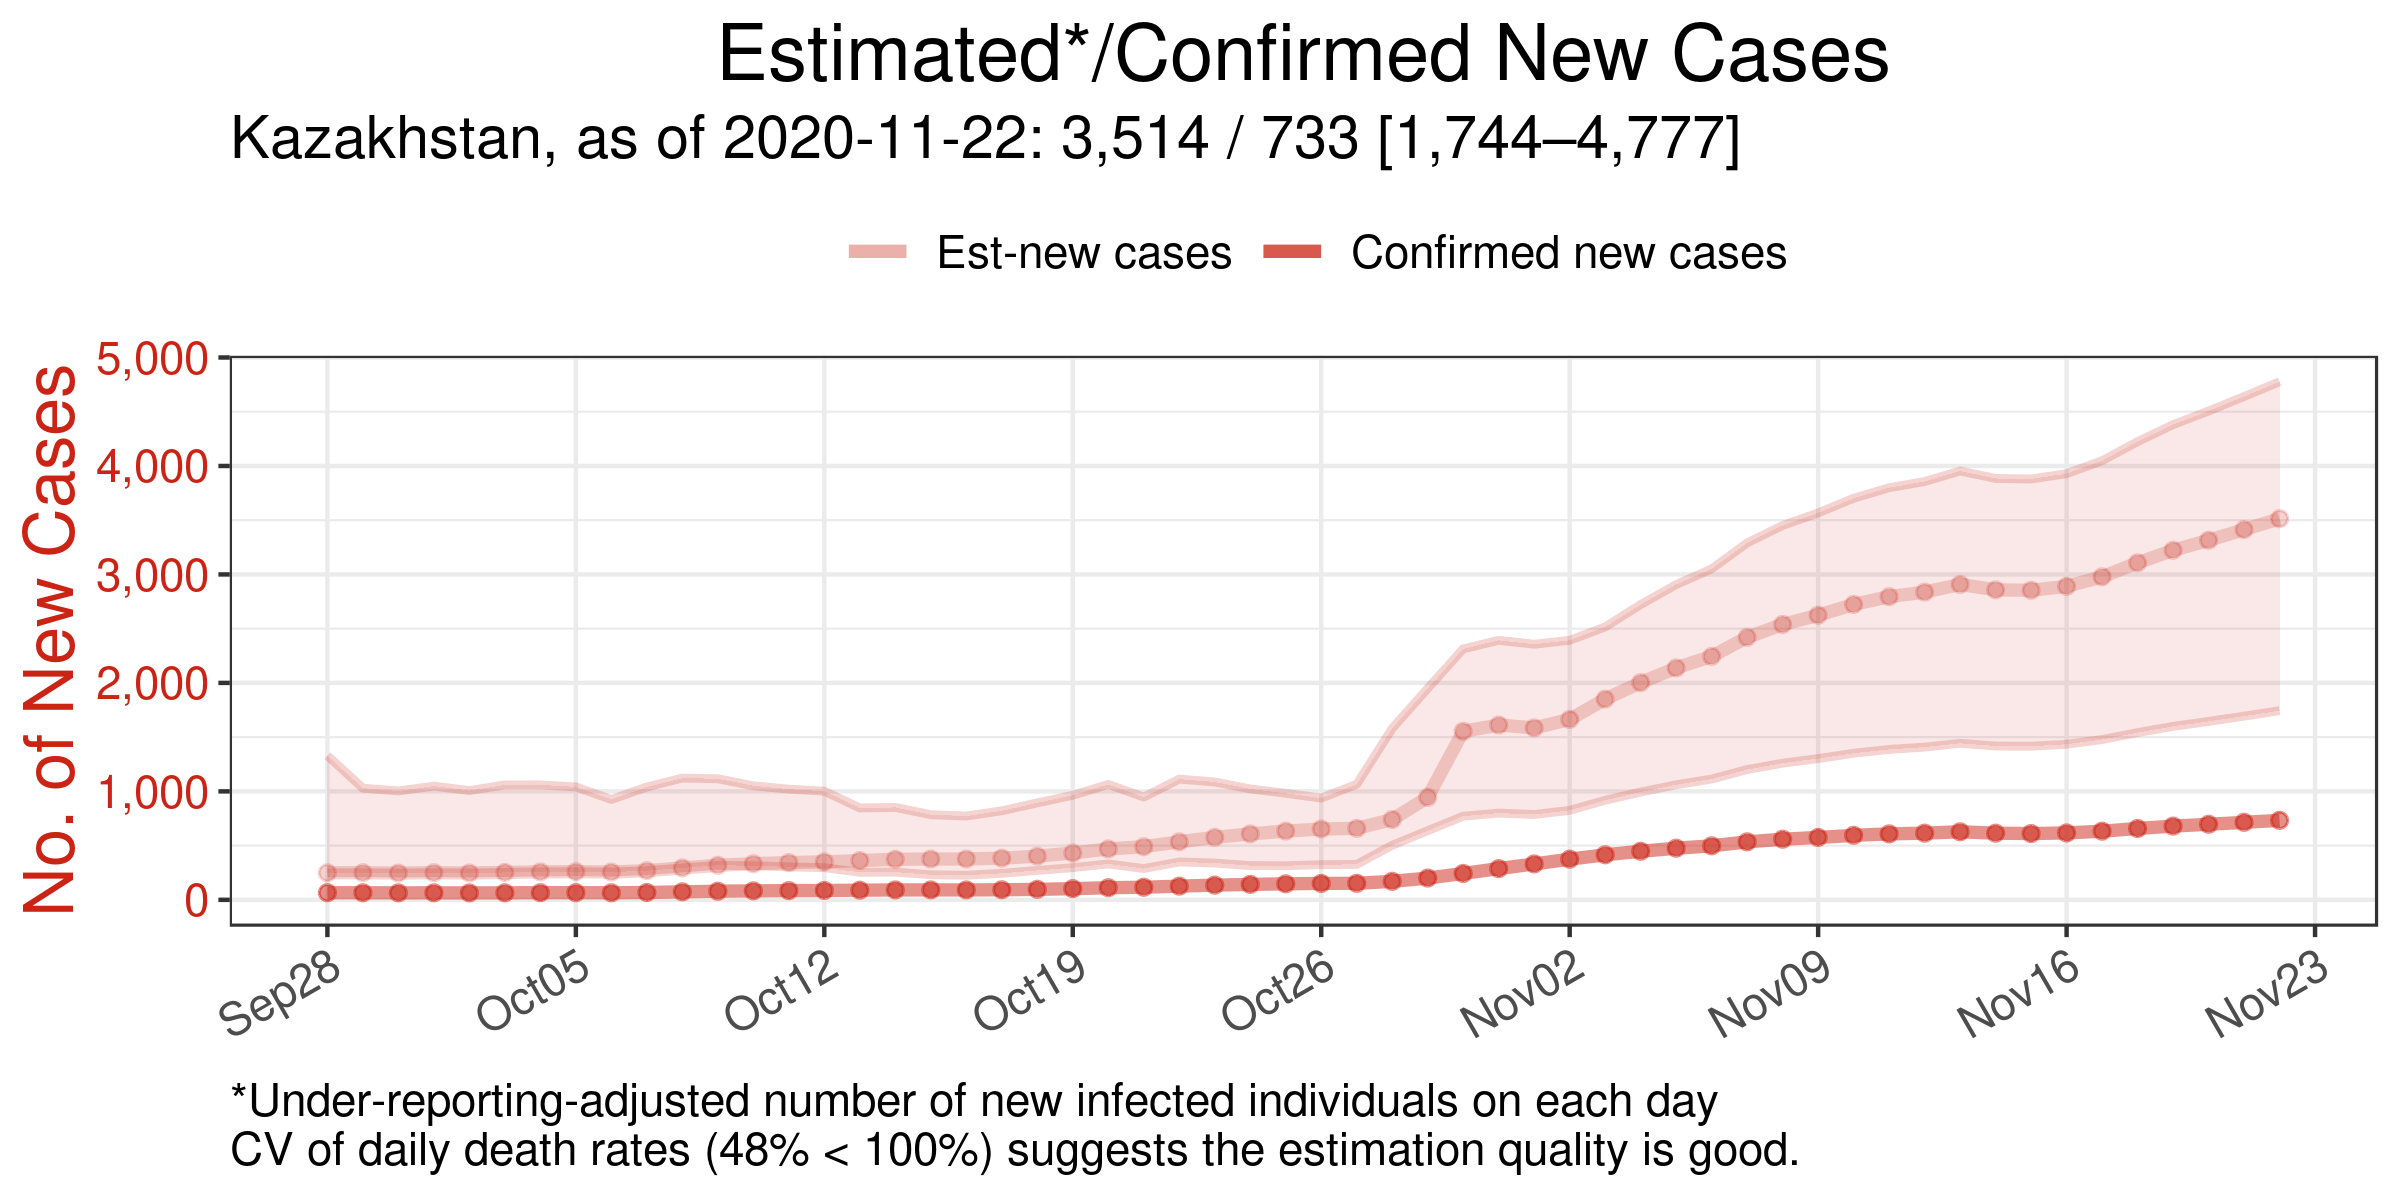 Estimated*/Confirmed New Cases
Kazakhstan, as of 2020-11-22: 3,514 / 733 [1,744–4,777]
Est-new cases
Confirmed new cases
No. of New Cases
5,000
4,000
3,000
2,000
1,000
0
Sep28
Oct05
Oct12
Oct19
Oct26
Nov02
Nov09
Nov16
Nov23
*Under-reporting-adjusted number of new infected individuals on each day
CV of daily death rates (48% < 100%) suggests the estimation quality is good.